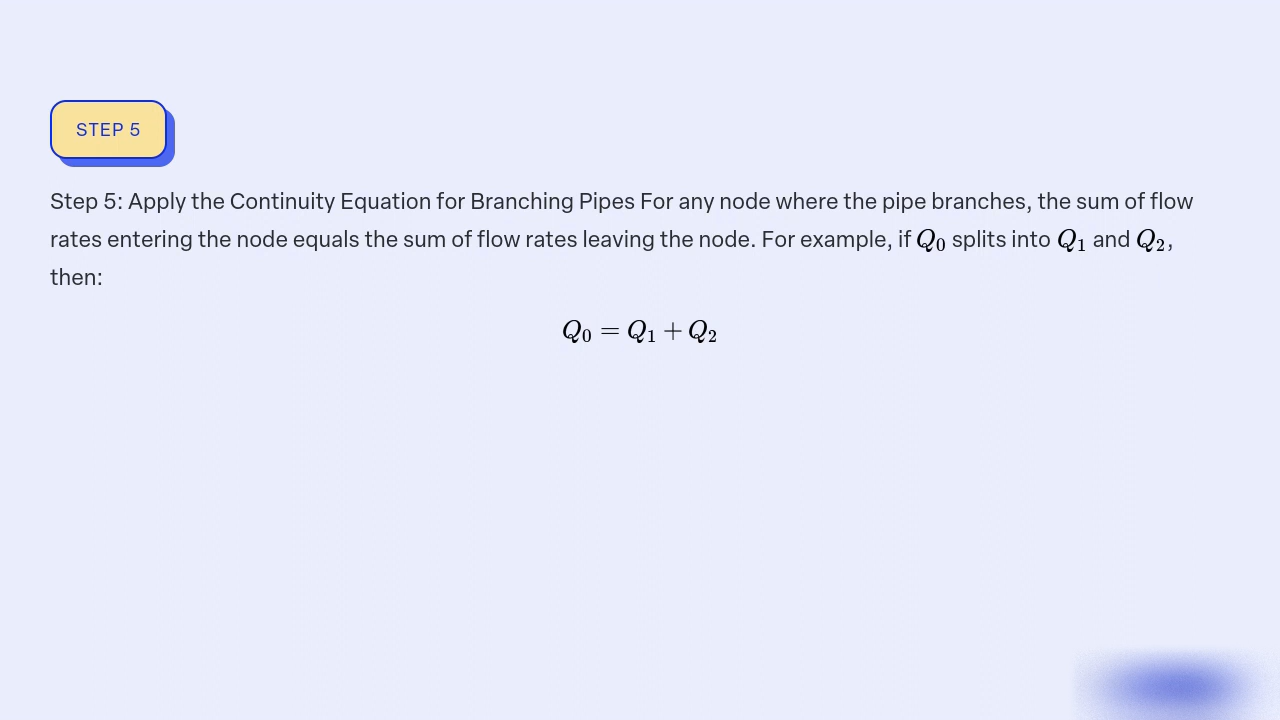 STEP 5
Step 5: Apply the Continuity Equation for Branching Pipes For any node where the pipe branches, the sum of flow
rates entering the node equals the sum of flow rates leaving the node. For example, if Q₀ splits into Q₁ and Q₂,
then:
Q₀ = Q₁ + Q₂